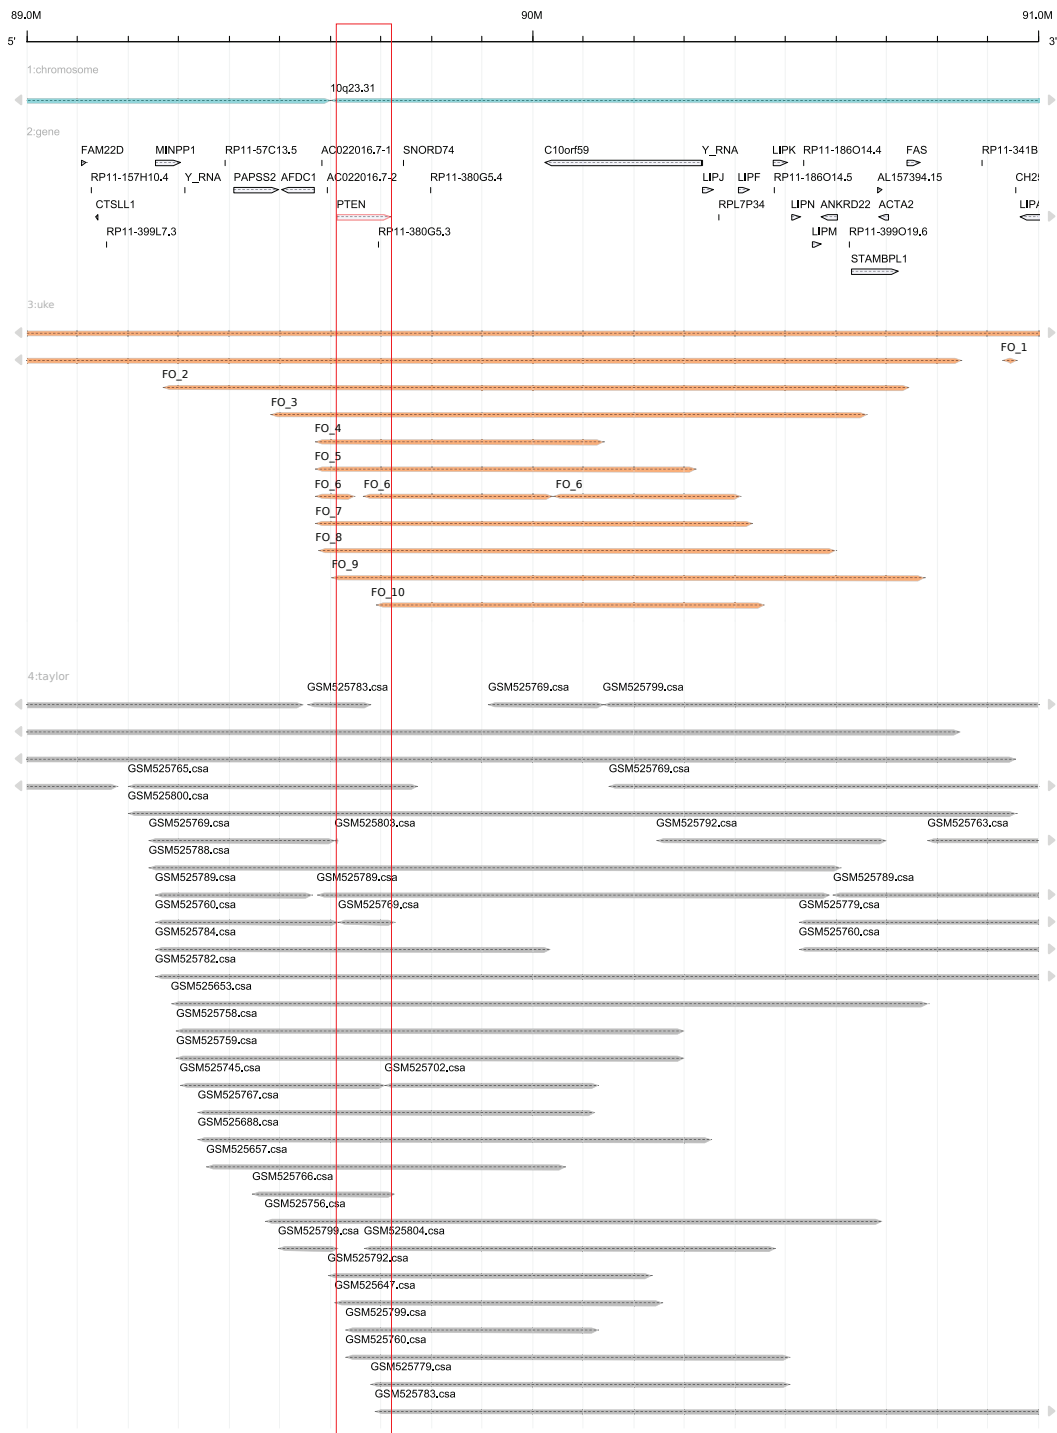 89.0M 90M 91.0M
5' 3'
1:chromosome
10q23.31
2:gene
FAM22D MINPP1 RP11-57C13.5 AC022016.7-1 SNORD74 C10orf59 Y_RNA LIPK RP11-186O14.4 FAS RP11-341B
RP11-157H10.4 Y_RNA PAPSS2 AFDC1 AC022016.7-2 RP11-380G5.4 LIPJ LIPF RP11-186O14.5 AL157394.15 CH25
CTSLL1 PTEN RPL7P34 LIPN ANKRD22 ACTA2 LIPA
RP11-399L7.3 RP11-380G5.3 LIPM RP11-399O19.6
STAMBPL1
3:uke
FO_1
FO_2
FO_3
FO_4
FO_5
FO_6 FO_6 FO_6
FO_7
FO_8
FO_9
FO_10
4:taylor
GSM525783.csa GSM525769.csa GSM525799.csa
GSM525765.csa GSM525769.csa
GSM525800.csa
GSM525769.csa GSM525803.csa GSM525792.csa GSM525763.csa
GSM525788.csa
GSM525789.csa GSM525789.csa GSM525789.csa
GSM525760.csa GSM525769.csa GSM525779.csa
GSM525784.csa GSM525760.csa
GSM525782.csa
GSM525653.csa
GSM525758.csa
GSM525759.csa
GSM525745.csa GSM525702.csa
GSM525767.csa
GSM525688.csa
GSM525657.csa
GSM525766.csa
GSM525756.csa
GSM525799.csa GSM525804.csa
GSM525792.csa
GSM525647.csa
GSM525799.csa
GSM525760.csa
GSM525779.csa
GSM525783.csa